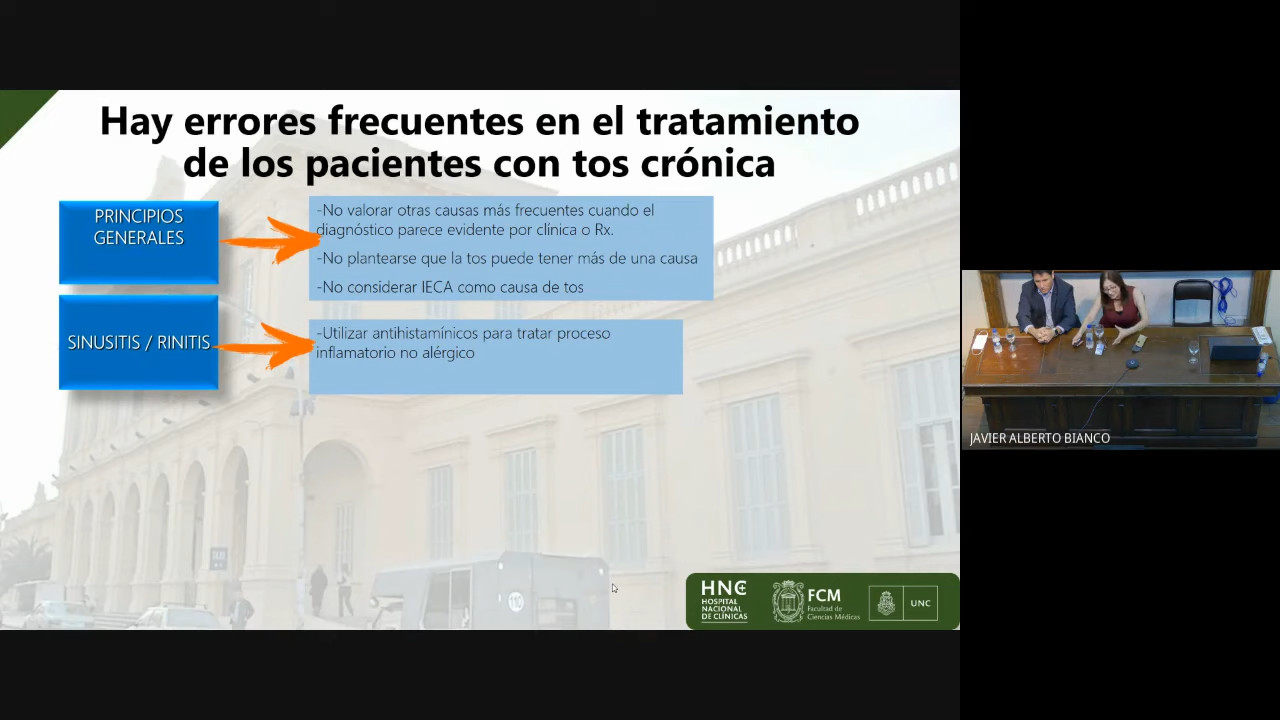 Hay errores frecuentes en el tratamiento
de los pacientes con tos crónica
PRINCIPIOS
GENERALES
-No valorar otras causas más frecuentes cuando el
diagnóstico parece evidente por clínica o Rx.
-No plantearse que la tos puede tener más de una causa
-No considerar IECA como causa de tos
SINUSITIS / RINITIS
-Utilizar antihistamínicos para tratar proceso
inflamatorio no alérgico
TAXI
HNC
HOSPITAL
NACIONAL
DE CLÍNICAS
FCM
Facultad de
Ciencias Médicas
UNC
JAVIER ALBERTO BIANCO